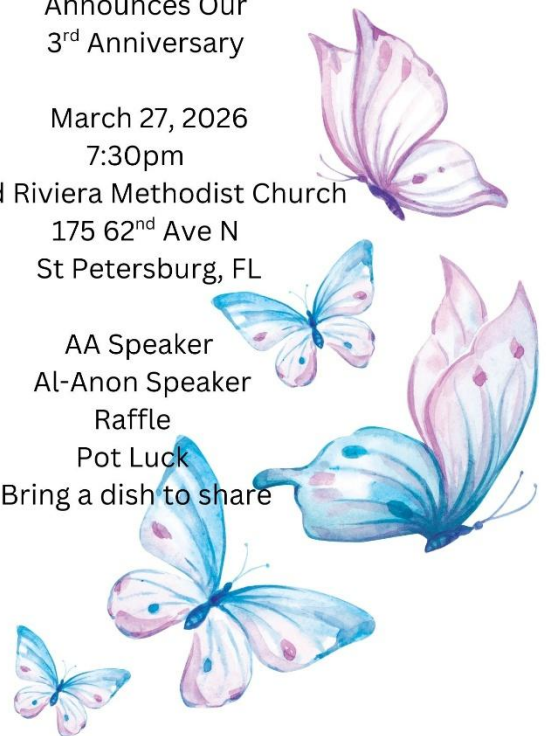 Announces Our
3rd Anniversary
March 27, 2026
7:30pm
Riviera Methodist Church
175 62nd Ave N
St Petersburg, FL
AA Speaker
Al-Anon Speaker
Raffle
Pot Luck
Bring a dish to share